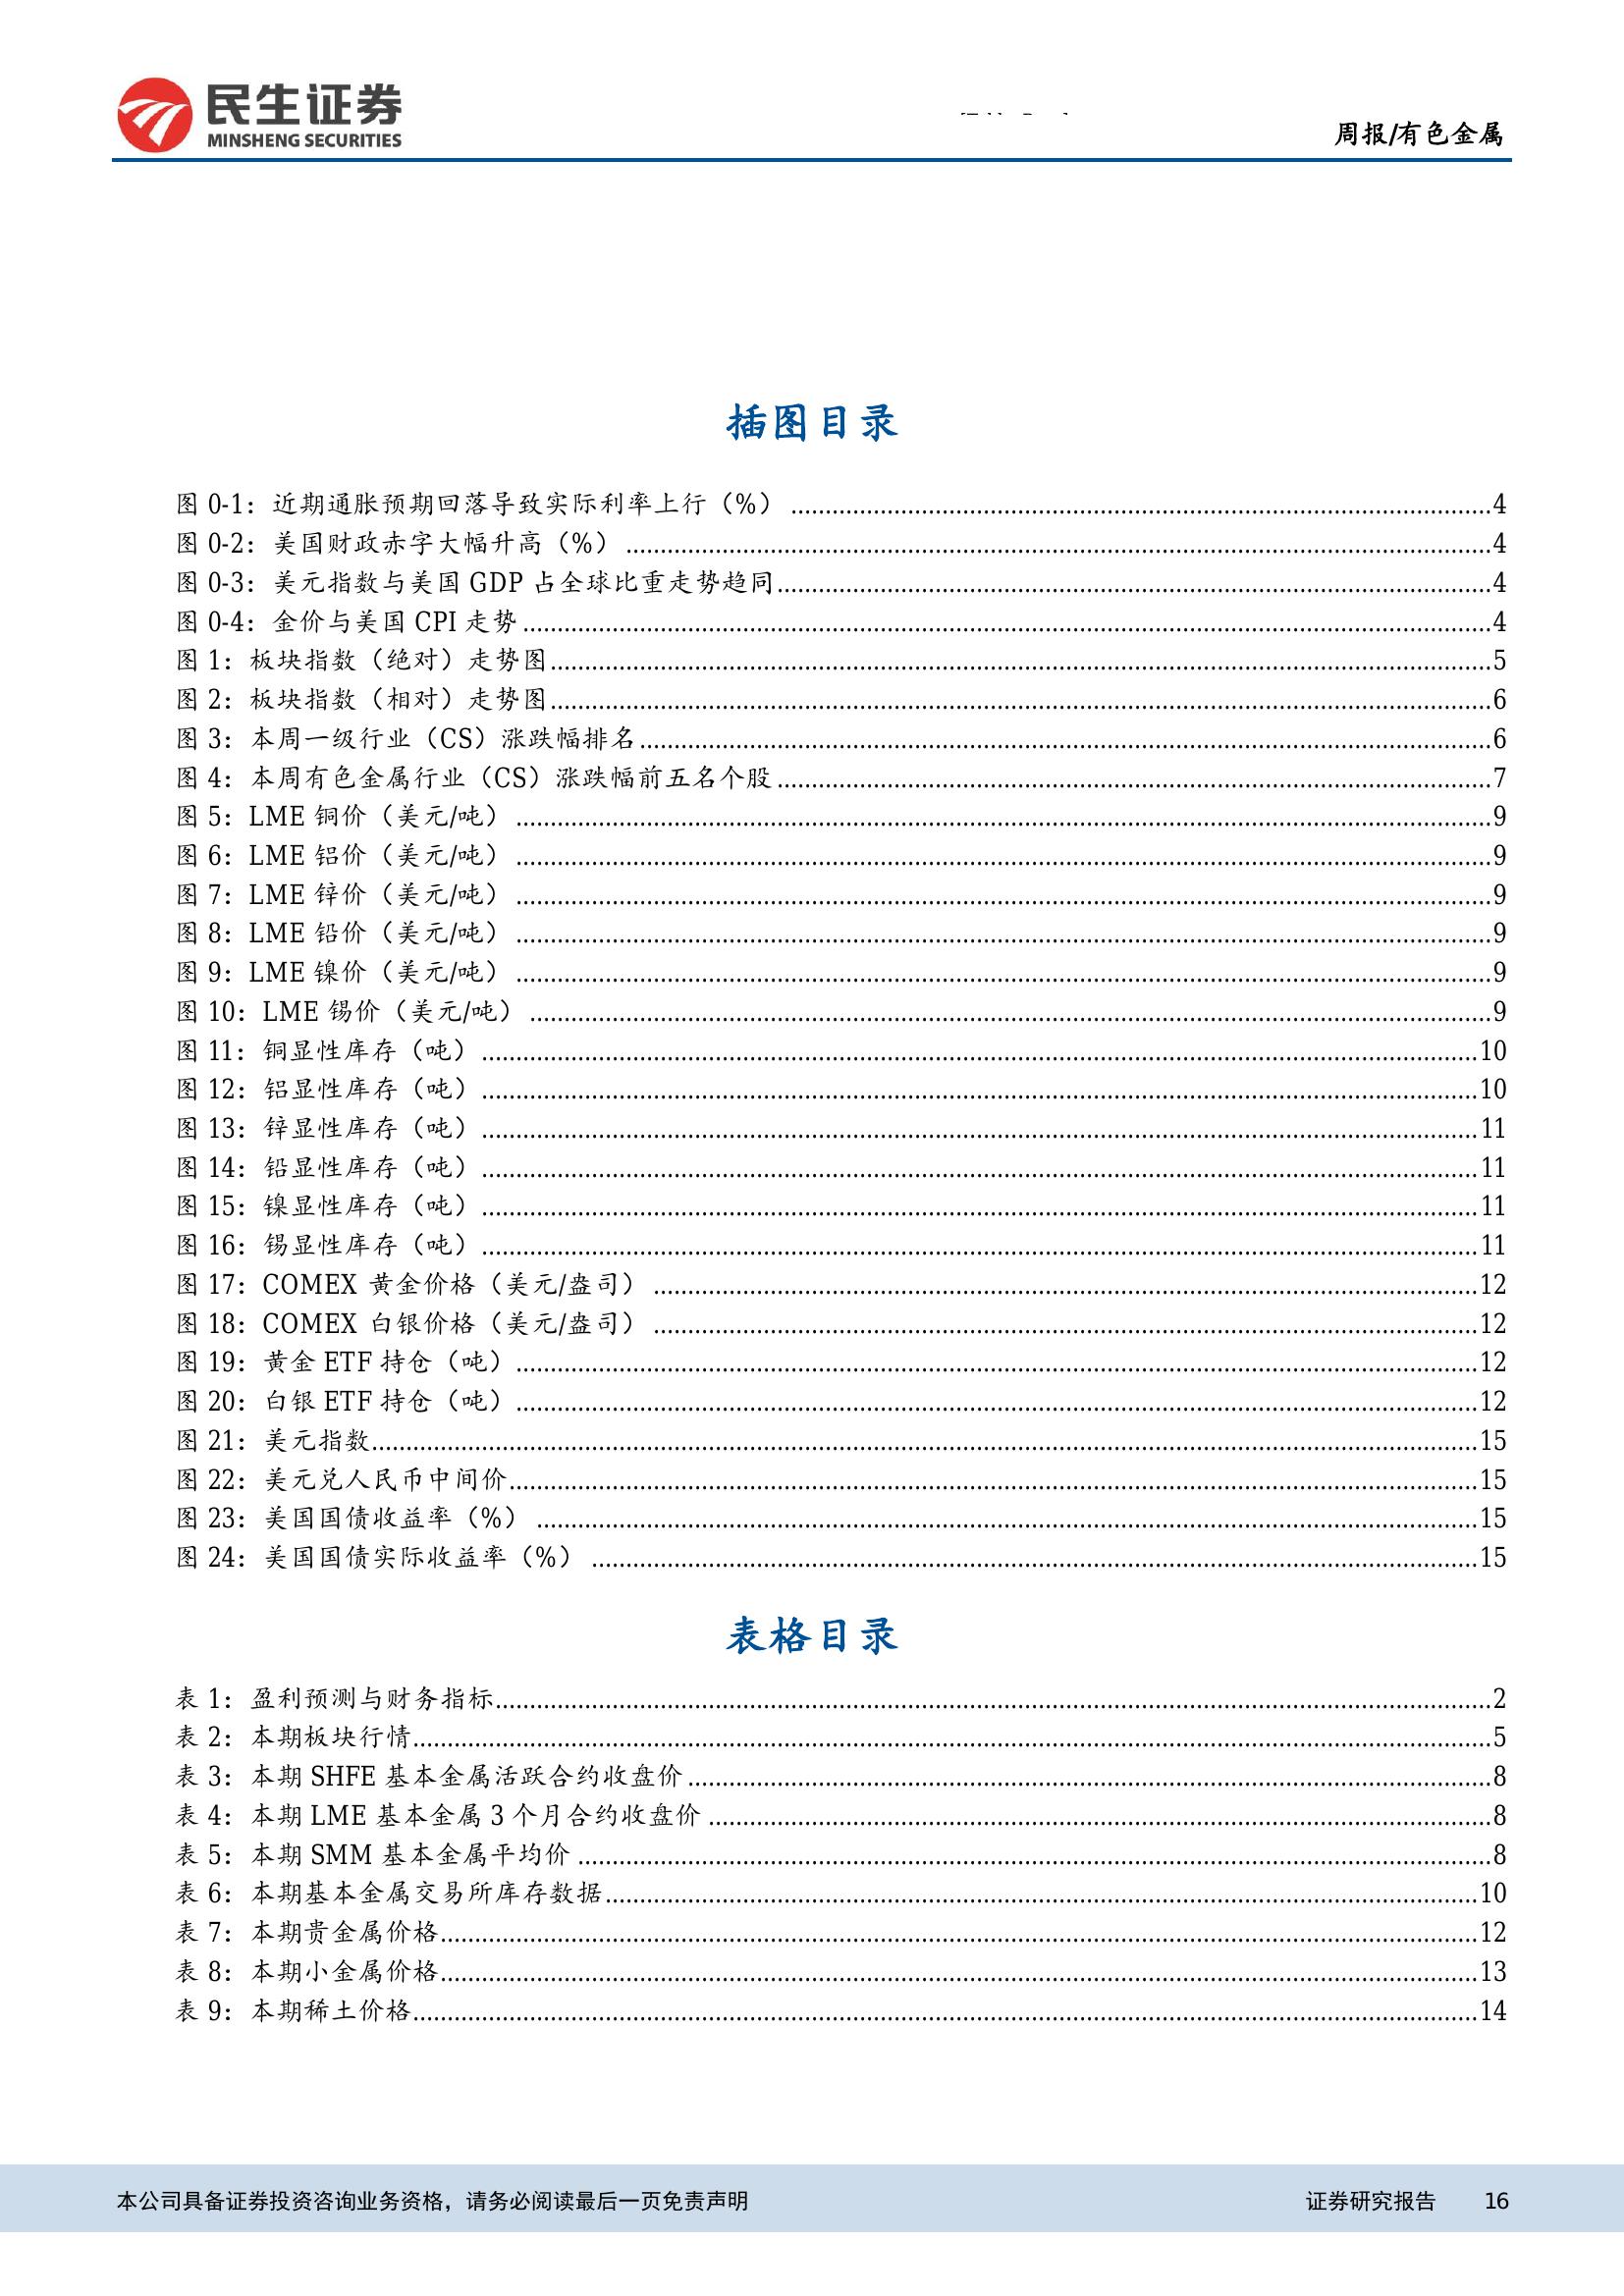 民生证券
MINSHENG SECURITIES
周报/有色金属
插图目录
图 0-1：近期通胀预期回落导致实际利率上行（%）....................4
图 0-2：美国财政赤字大幅升高（%）....................4
图 0-3：美元指数与美国 GDP 占全球比重走势趋同....................4
图 0-4：金价与美国 CPI 走势....................4
图 1：板块指数（绝对）走势图....................5
图 2：板块指数（相对）走势图....................6
图 3：本周一级行业（CS）涨跌幅排名....................6
图 4：本周有色金属行业（CS）涨跌幅前五名个股....................7
图 5：LME 铜价（美元/吨）....................9
图 6：LME 铝价（美元/吨）....................9
图 7：LME 锌价（美元/吨）....................9
图 8：LME 铅价（美元/吨）....................9
图 9：LME 镍价（美元/吨）....................9
图 10：LME 锡价（美元/吨）....................9
图 11：铜显性库存（吨）....................10
图 12：铝显性库存（吨）....................10
图 13：锌显性库存（吨）....................11
图 14：铅显性库存（吨）....................11
图 15：镍显性库存（吨）....................11
图 16：锡显性库存（吨）....................11
图 17：COMEX 黄金价格（美元/盎司）....................12
图 18：COMEX 白银价格（美元/盎司）....................12
图 19：黄金 ETF 持仓（吨）....................12
图 20：白银 ETF 持仓（吨）....................12
图 21：美元指数....................15
图 22：美元兑人民币中间价....................15
图 23：美国国债收益率（%）....................15
图 24：美国国债实际收益率（%）....................15
表格目录
表 1：盈利预测与财务指标....................2
表 2：本期板块行情....................5
表 3：本期 SHFE 基本金属活跃合约收盘价....................8
表 4：本期 LME 基本金属 3 个月合约收盘价....................8
表 5：本期 SMM 基本金属平均价....................8
表 6：本期基本金属交易所库存数据....................10
表 7：本期贵金属价格....................12
表 8：本期小金属价格....................13
表 9：本期稀土价格....................14
本公司具备证券投资咨询业务资格，请务必阅读最后一页免责声明
证券研究报告 16